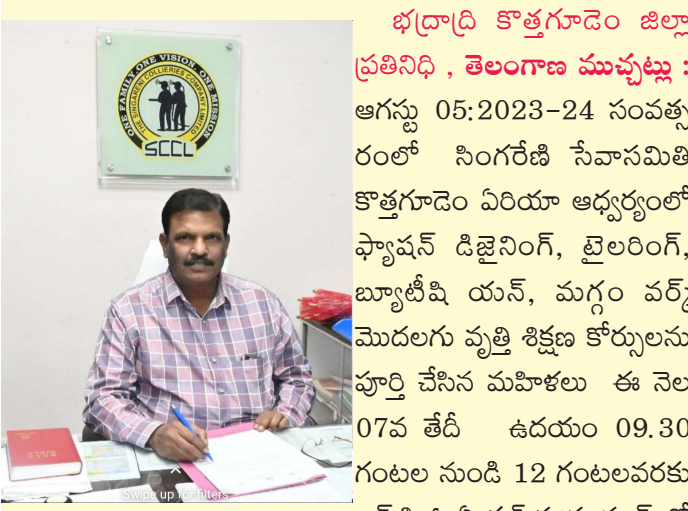 ONE FAMILY.ONE VISION. ONE MISSION
THE SINGARENI COLLIERIES COMPANY LIMITED
SCCL
Swipe up for filters
భద్రాద్రి కొత్తగూడెం జిల్లా
ప్రతినిధి , తెలంగాణ ముచ్చట్లు :
ఆగస్టు 05:2023-24 సంవత్స
రంలో సింగరేణి సేవాసమితి
కొత్తగూడెం ఏరియా ఆధ్వర్యంలో
ఫ్యాషన్ డిజైనింగ్, టైలరింగ్,
బ్యూటీషి యన్, మగ్గం వర్క్
మొదలగు వృత్తి శిక్షణ కోర్సులను
పూర్తి చేసిన మహిళలు ఈ నెల
07వ తేదీ ఉదయం 09.30
గంటల నుండి 12 గంటలవరకు